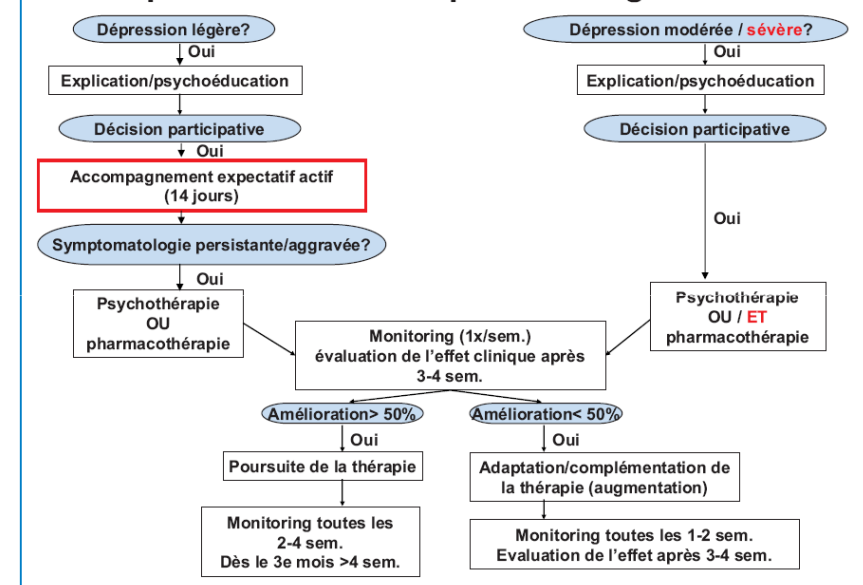 Dépression légère?
Oui
Explication/psychoéducation
Décision participative
Oui
Accompagnement expectatif actif
(14 jours)
Symptomatologie persistante/aggravée?
Oui
Psychothérapie
OU
pharmacothérapie
Dépression modérée / sévère?
Oui
Explication/psychoéducation
Décision participative
Oui
Psychothérapie
OU / ET
pharmacothérapie
Monitoring (1x/sem.)
évaluation de l'effet clinique après
3-4 sem.
Amélioration> 50%
Oui
Poursuite de la thérapie
Monitoring toutes les
2-4 sem.
Dès le 3e mois >4 sem.
Amélioration< 50%
Oui
Adaptation/complémentation de
la thérapie (augmentation)
Monitoring toutes les 1-2 sem.
Evaluation de l'effet après 3-4 sem.